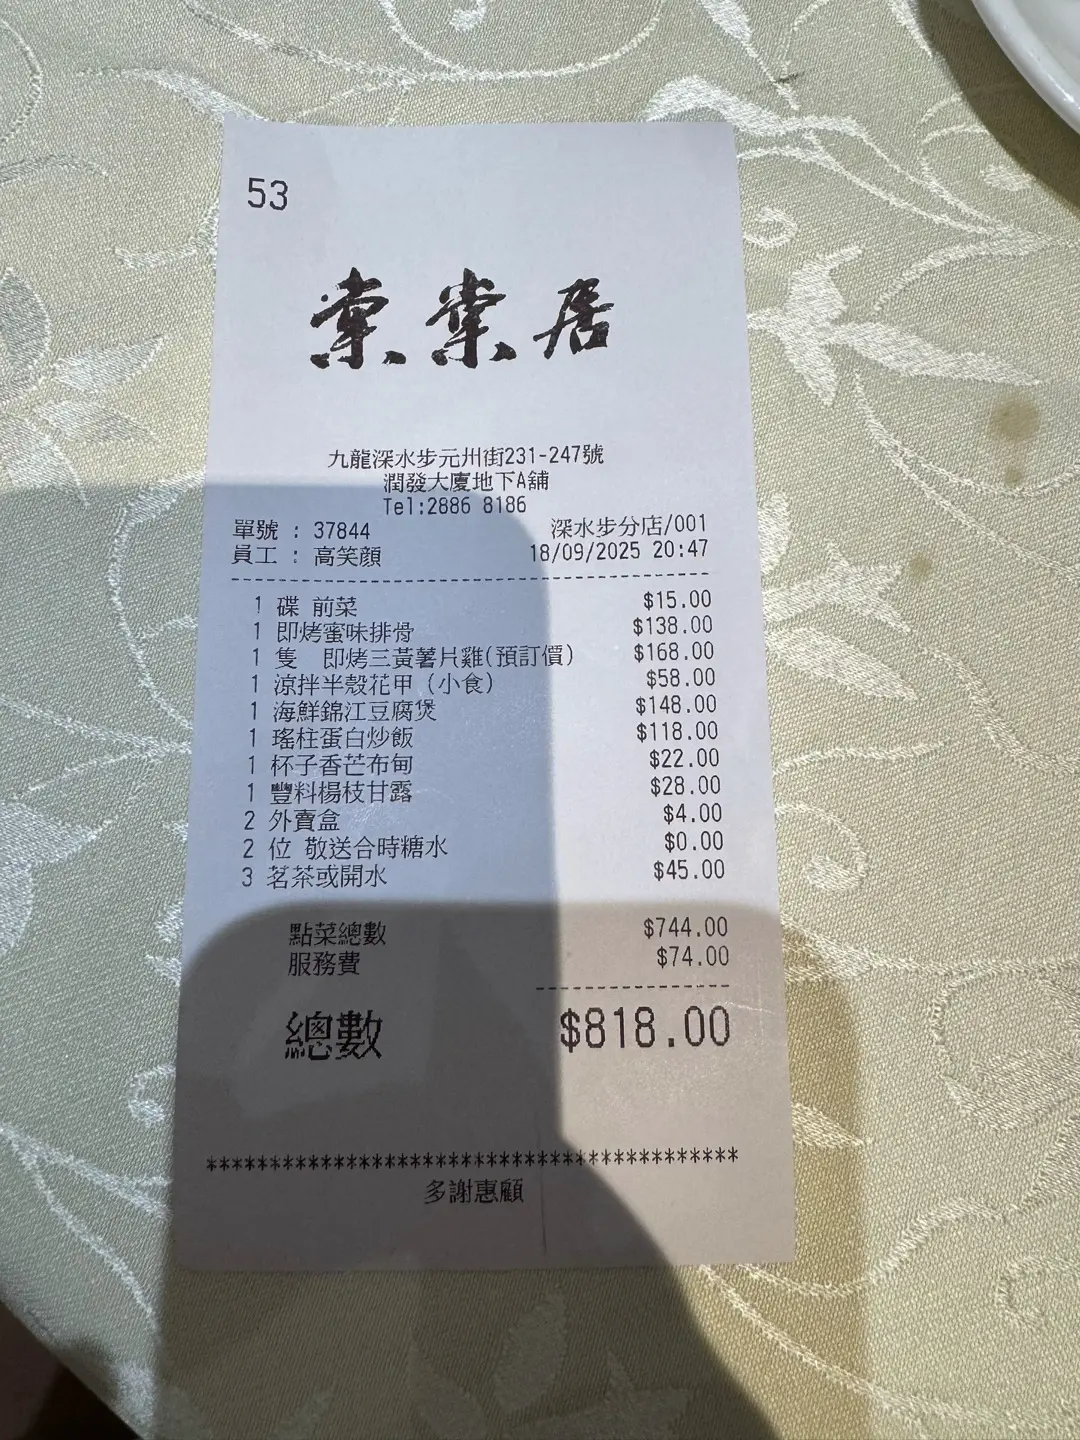 53
棠棠居
九龍深水步元州街231-247號
潤發大廈地下A舖
Tel:2886 8186
單號 : 37844 深水步分店/001
員工 : 高笑顔 18/09/2025 20:47
1 碟 前菜 $15.00
1 即烤蜜味排骨 $138.00
1 隻 即烤三黃薯片雞(預訂價) $168.00
1 涼拌半殼花甲 (小食) $58.00
1 海鮮錦江豆腐煲 $148.00
1 瑤柱蛋白炒飯 $118.00
1 杯子香芒布甸 $22.00
1 豐料楊枝甘露 $28.00
2 外賣盒 $4.00
2 位 敬送合時糖水 $0.00
3 茗茶或開水 $45.00
點菜總數 $744.00
服務費 $74.00
總數 $818.00
******************************************
多謝惠顧